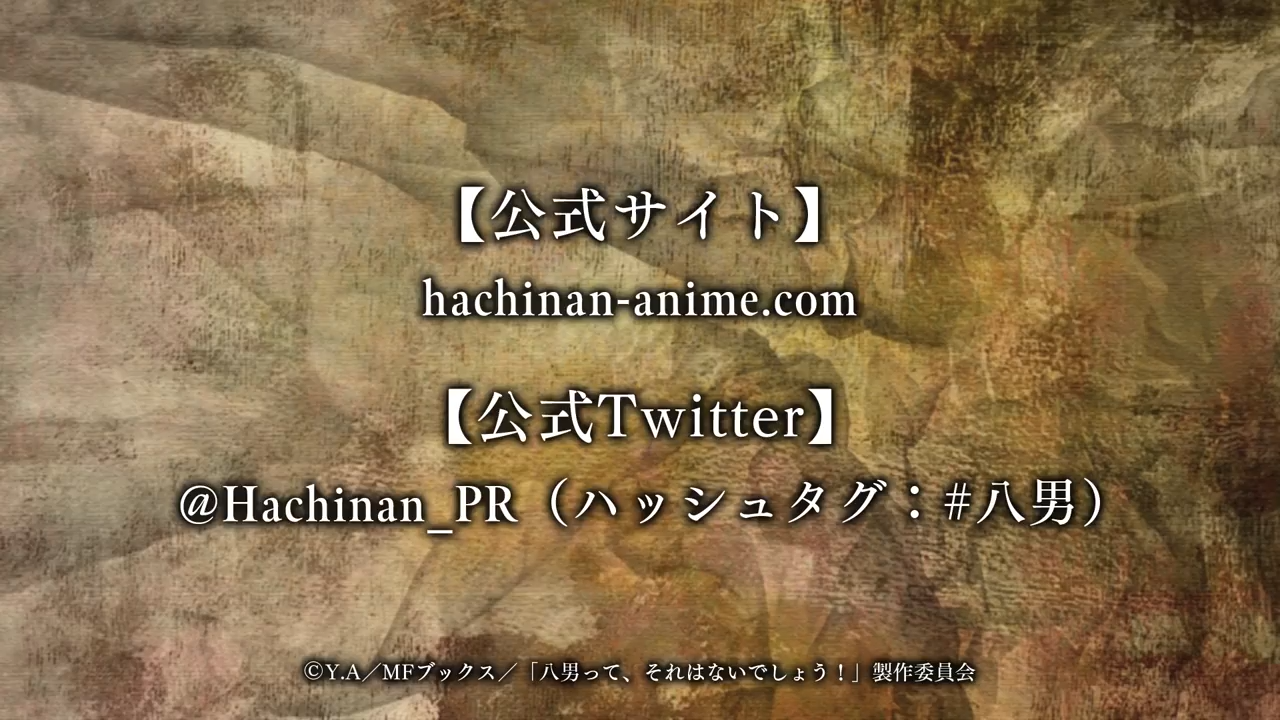 【公式サイト】
hachinan-anime.com
【公式Twitter】
@Hachinan_PR（ハッシュタグ：#八男）
©Y.A／MFブックス／「八男って、それはないでしょう！」製作委員会